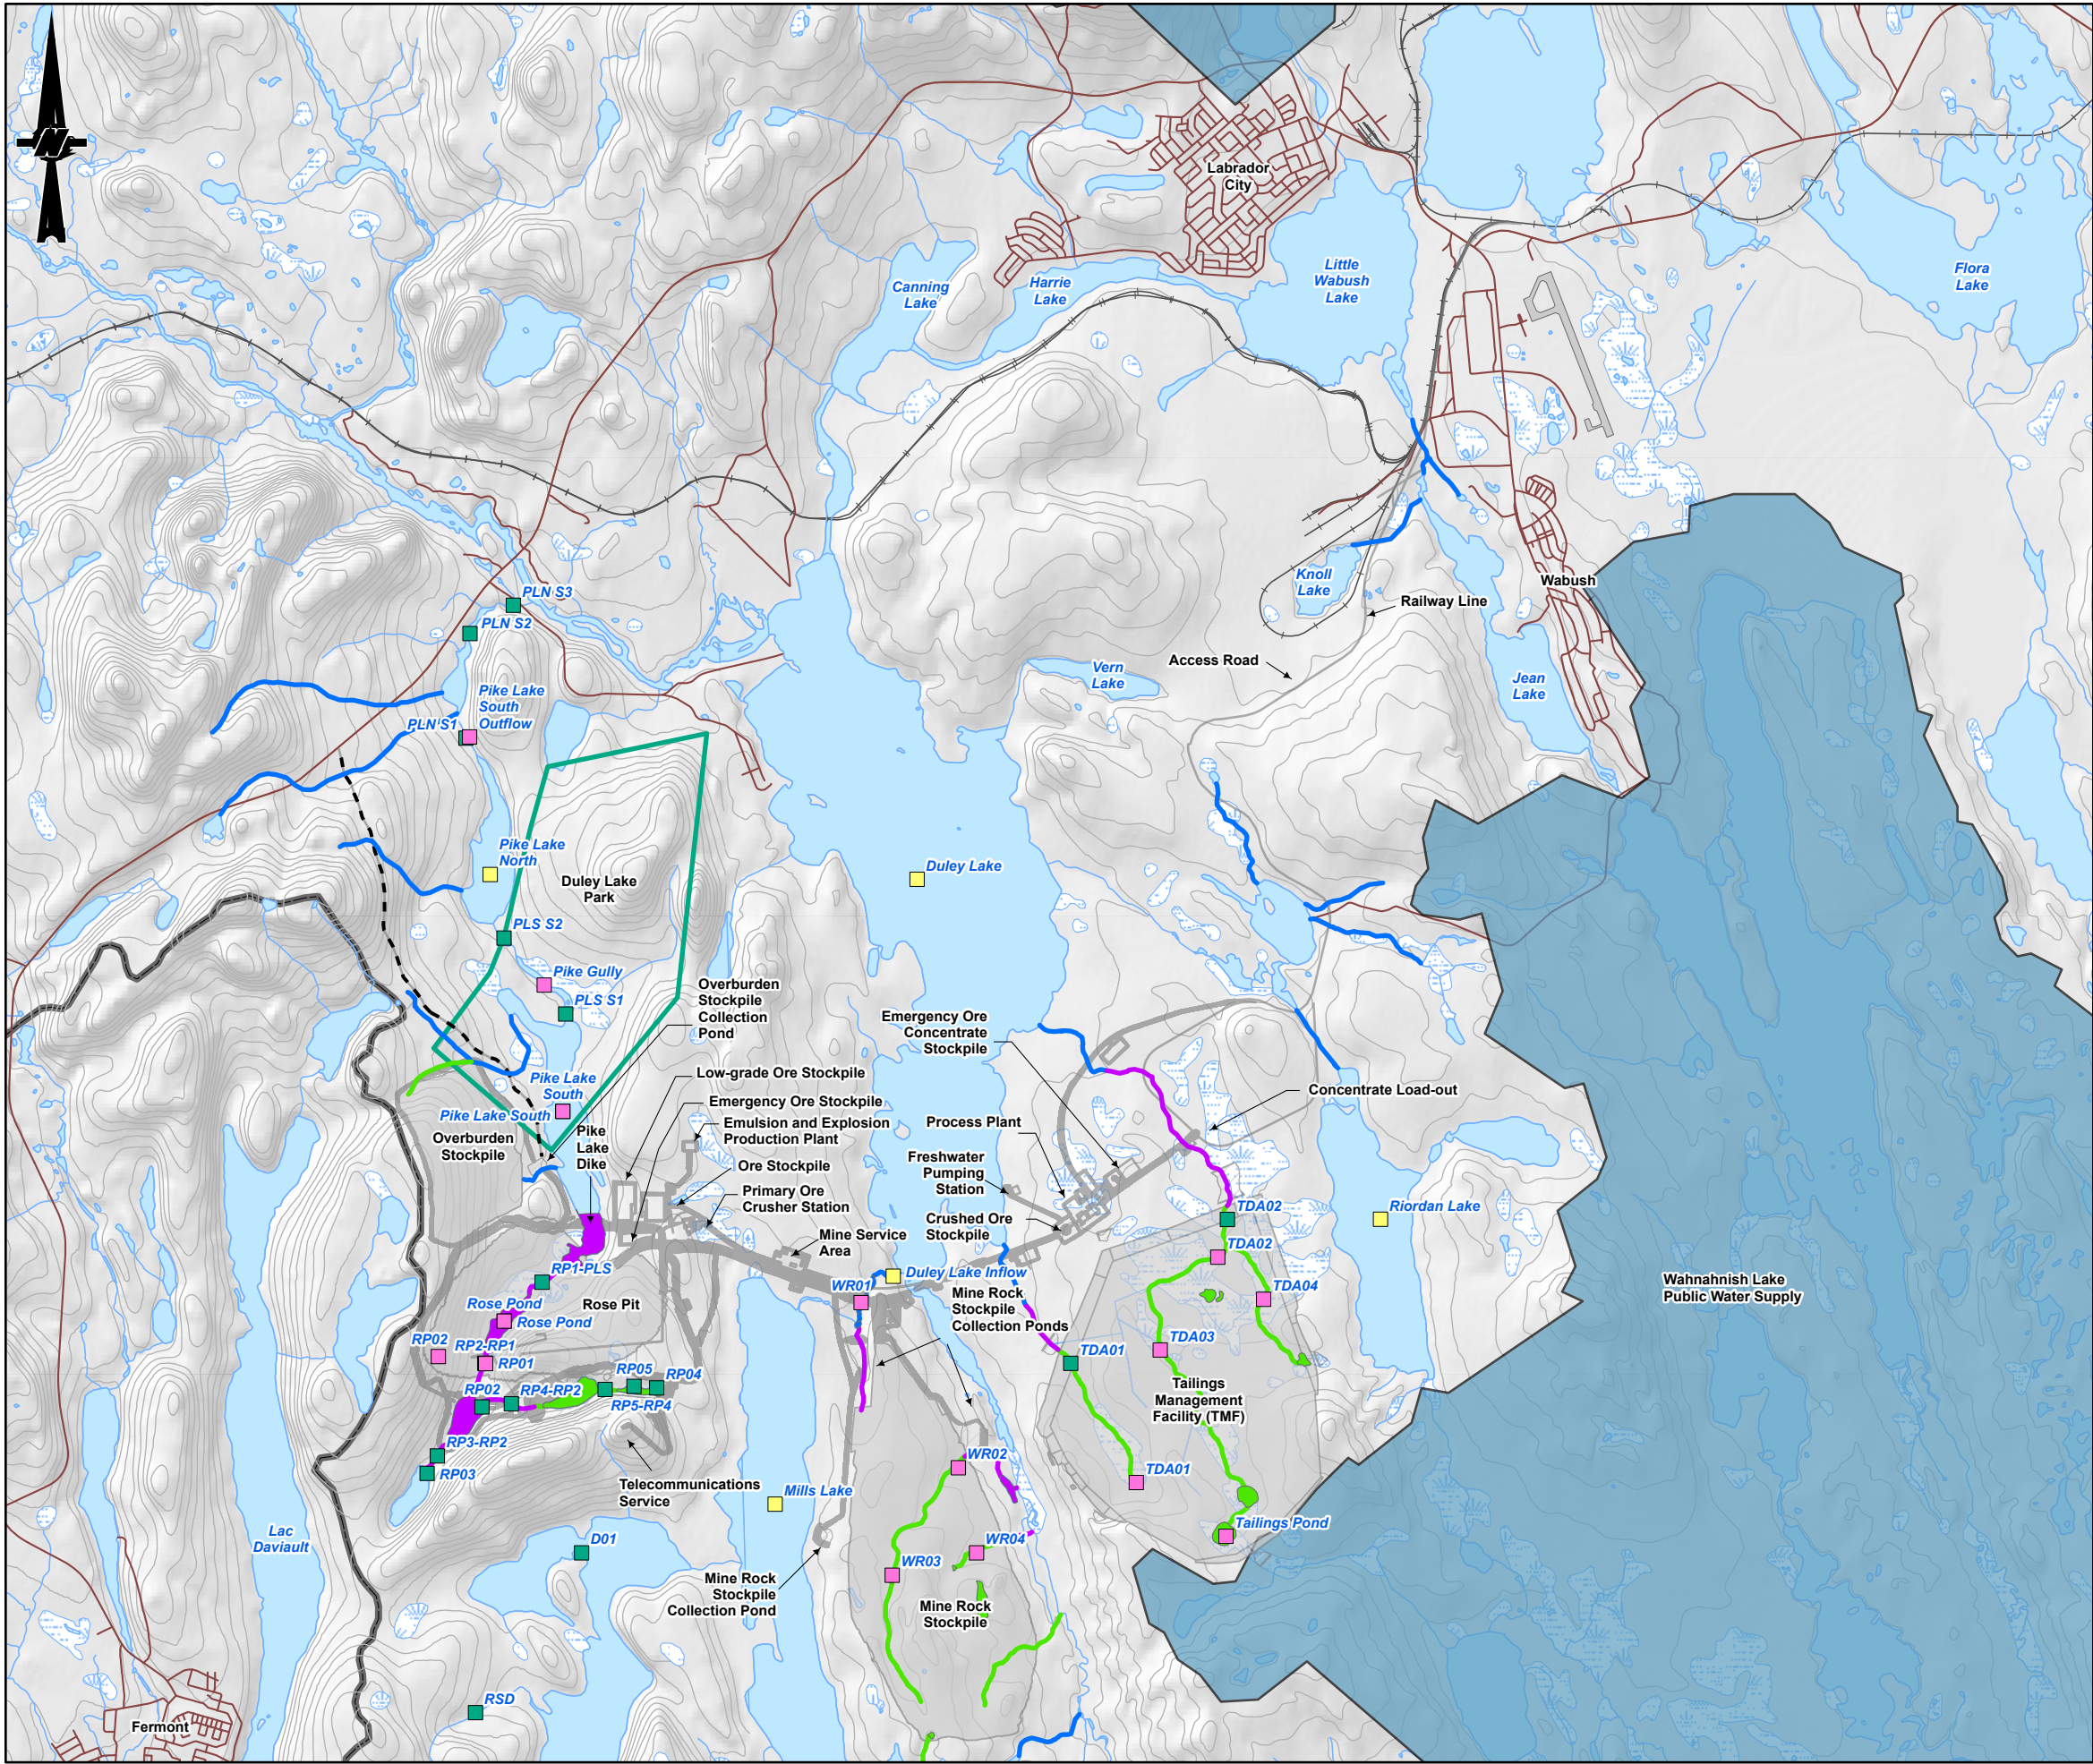 N
Labrador
City
Canning
Lake
Harrie
Lake
Little
Wabush
Lake
Flora
Lake
Knoll
Lake
Wabush
Railway Line
PLN S3
PLN S2
Access Road
Vern
Lake
Jean
Lake
Pike Lake
South
Outflow
PLN S1
Pike Lake
North
Duley Lake
Park
Duley Lake
PLS S2
Pike Gully
PLS S1
Overburden
Stockpile
Collection
Pond
Emergency Ore
Concentrate
Stockpile
Low-grade Ore Stockpile
Pike Lake
South
Concentrate Load-out
Emergency Ore Stockpile
Pike Lake South
Emulsion and Explosion
Production Plant
Process Plant
Overburden
Stockpile
Pike
Lake
Dike
Ore Stockpile
Freshwater
Pumping
Station
Primary Ore
Crusher Station
TDA02
Riordan Lake
Crushed Ore
Stockpile
Mine Service
Area
TDA02
RP1-PLS
Duley Lake Inflow
WR01
TDA04
Wahnahnish Lake
Public Water Supply
Mine Rock
Stockpile
Collection Ponds
Rose Pond
Rose Pit
Rose Pond
RP02
RP2-RP1
RP01
TDA03
TDA01
RP05
RP04
RP02
RP4-RP2
RP5-RP4
Tailings
Management
Facility (TMF)
RP3-RP2
RP03
WR02
TDA01
Telecommunications
Service
Mills Lake
Tailings Pond
Lac
Daviault
D01
WR04
WR03
Mine Rock
Stockpile
Collection Pond
Mine Rock
Stockpile
RSD
Fermont